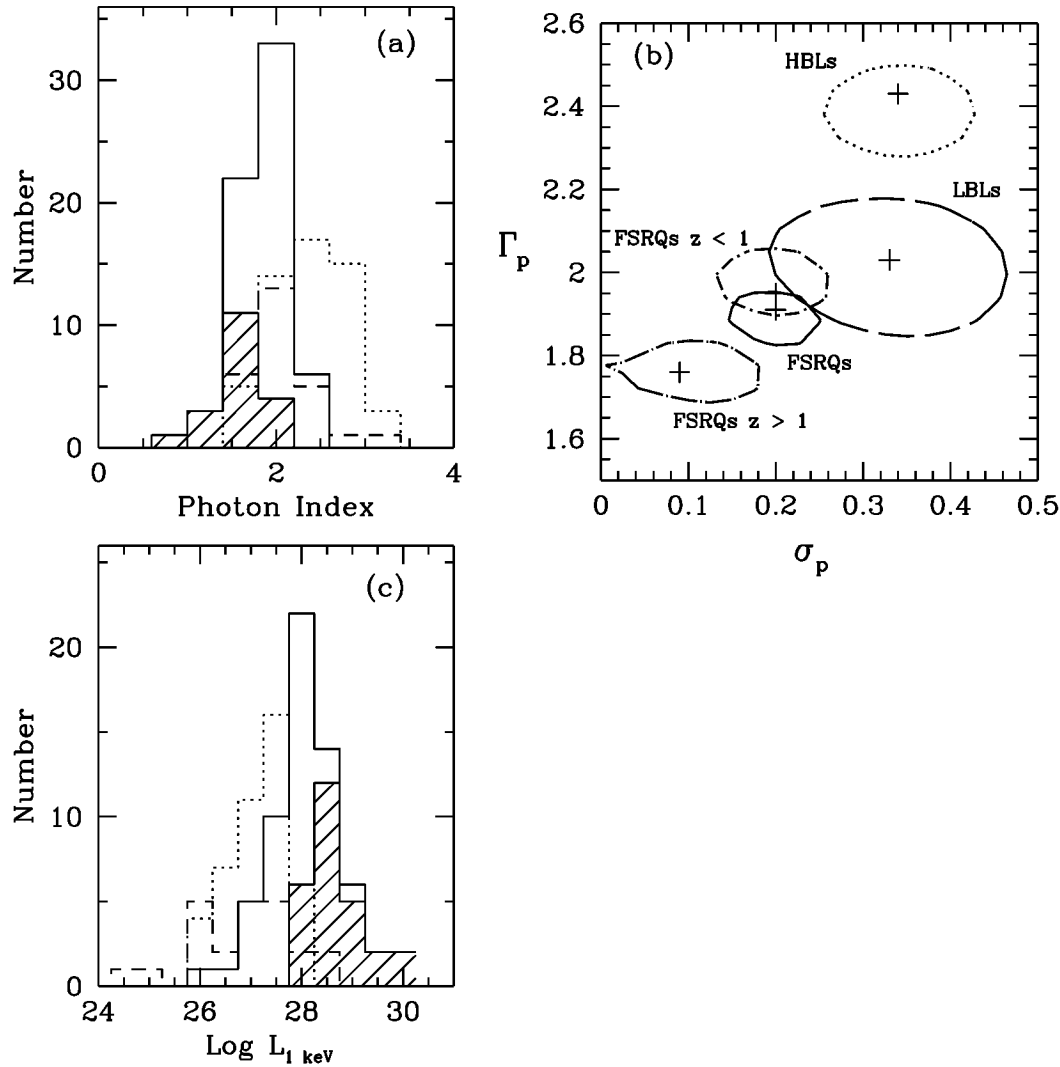 (a)
30
20
10
0
Number
0 2 4
Photon Index
(b)
2.6
2.4
2.2
2
1.8
1.6
Γp
HBLs
LBLs
FSRQs z < 1
FSRQs
FSRQs z > 1
0 0.1 0.2 0.3 0.4 0.5
σp
(c)
20
10
0
Number
24 26 28 30
Log L1 keV